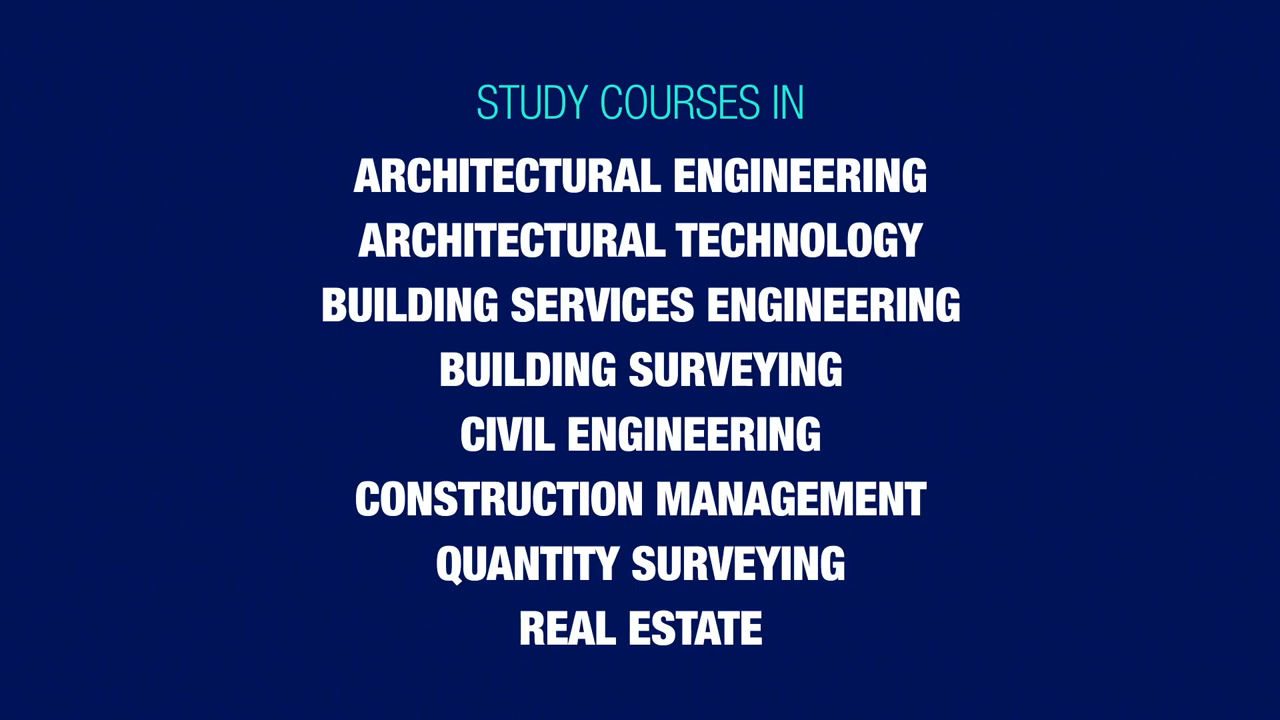 STUDY COURSES IN
ARCHITECTURAL ENGINEERING
ARCHITECTURAL TECHNOLOGY
BUILDING SERVICES ENGINEERING
BUILDING SURVEYING
CIVIL ENGINEERING
CONSTRUCTION MANAGEMENT
QUANTITY SURVEYING
REAL ESTATE